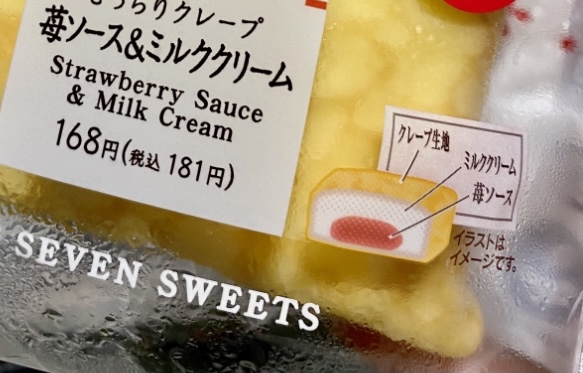 もっちりクレープ
苺ソース&ミルククリーム
Strawberry Sauce
& Milk Cream
168円(税込 181円)
クレープ生地
ミルククリーム
苺ソース
イラストは
イメージです。
SEVEN SWEETS